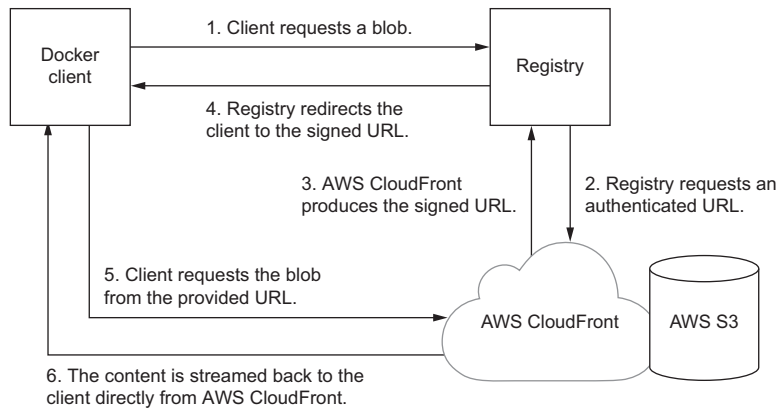 1. Client requests a blob.
Docker
client
Registry
4. Registry redirects the
client to the signed URL.
3. AWS CloudFront
produces the signed URL.
2. Registry requests an
authenticated URL.
5. Client requests the blob
from the provided URL.
AWS CloudFront
AWS S3
6. The content is streamed back to the
client directly from AWS CloudFront.